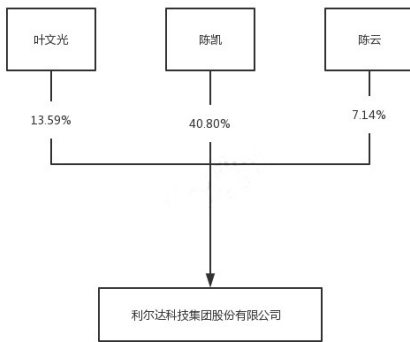 叶文光
陈凯
陈云
13.59%
40.80%
7.14%
利尔达科技集团股份有限公司